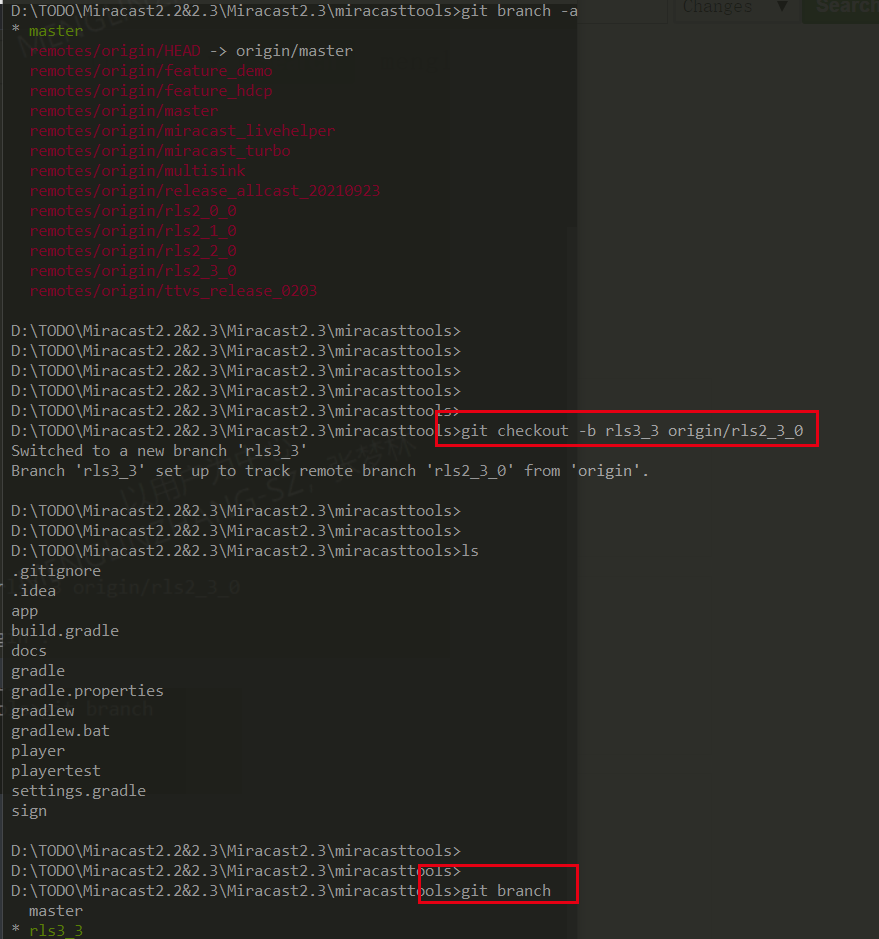 D:\TODO\Miracast2.2&2.3\Miracast2.3\miracasttools>git branch -a
Changes ▼ Search
* master
remotes/origin/HEAD -> origin/master
remotes/origin/feature_demo
remotes/origin/feature_hdcp
remotes/origin/master
remotes/origin/miracast_livehelper
remotes/origin/miracast_turbo
remotes/origin/multisink
remotes/origin/release_allcast_20210923
remotes/origin/rls2_0_0
remotes/origin/rls2_1_0
remotes/origin/rls2_2_0
remotes/origin/rls2_3_0
remotes/origin/ttvs_release_0203
D:\TODO\Miracast2.2&2.3\Miracast2.3\miracasttools>
D:\TODO\Miracast2.2&2.3\Miracast2.3\miracasttools>
D:\TODO\Miracast2.2&2.3\Miracast2.3\miracasttools>
D:\TODO\Miracast2.2&2.3\Miracast2.3\miracasttools>
D:\TODO\Miracast2.2&2.3\Miracast2.3\miracasttools>
D:\TODO\Miracast2.2&2.3\Miracast2.3\miracasttools>git checkout -b rls3_3 origin/rls2_3_0
Switched to a new branch 'rls3_3'
Branch 'rls3_3' set up to track remote branch 'rls2_3_0' from 'origin'.
D:\TODO\Miracast2.2&2.3\Miracast2.3\miracasttools>
D:\TODO\Miracast2.2&2.3\Miracast2.3\miracasttools>
D:\TODO\Miracast2.2&2.3\Miracast2.3\miracasttools>ls
.gitignore
.idea
origin/rls2_3_0
app
build.gradle
docs
gradle
gradle.properties
gradlew
branch
gradlew.bat
player
playertest
settings.gradle
sign
D:\TODO\Miracast2.2&2.3\Miracast2.3\miracasttools>
D:\TODO\Miracast2.2&2.3\Miracast2.3\miracasttools>
D:\TODO\Miracast2.2&2.3\Miracast2.3\miracasttools>git branch
master
* rls3_3